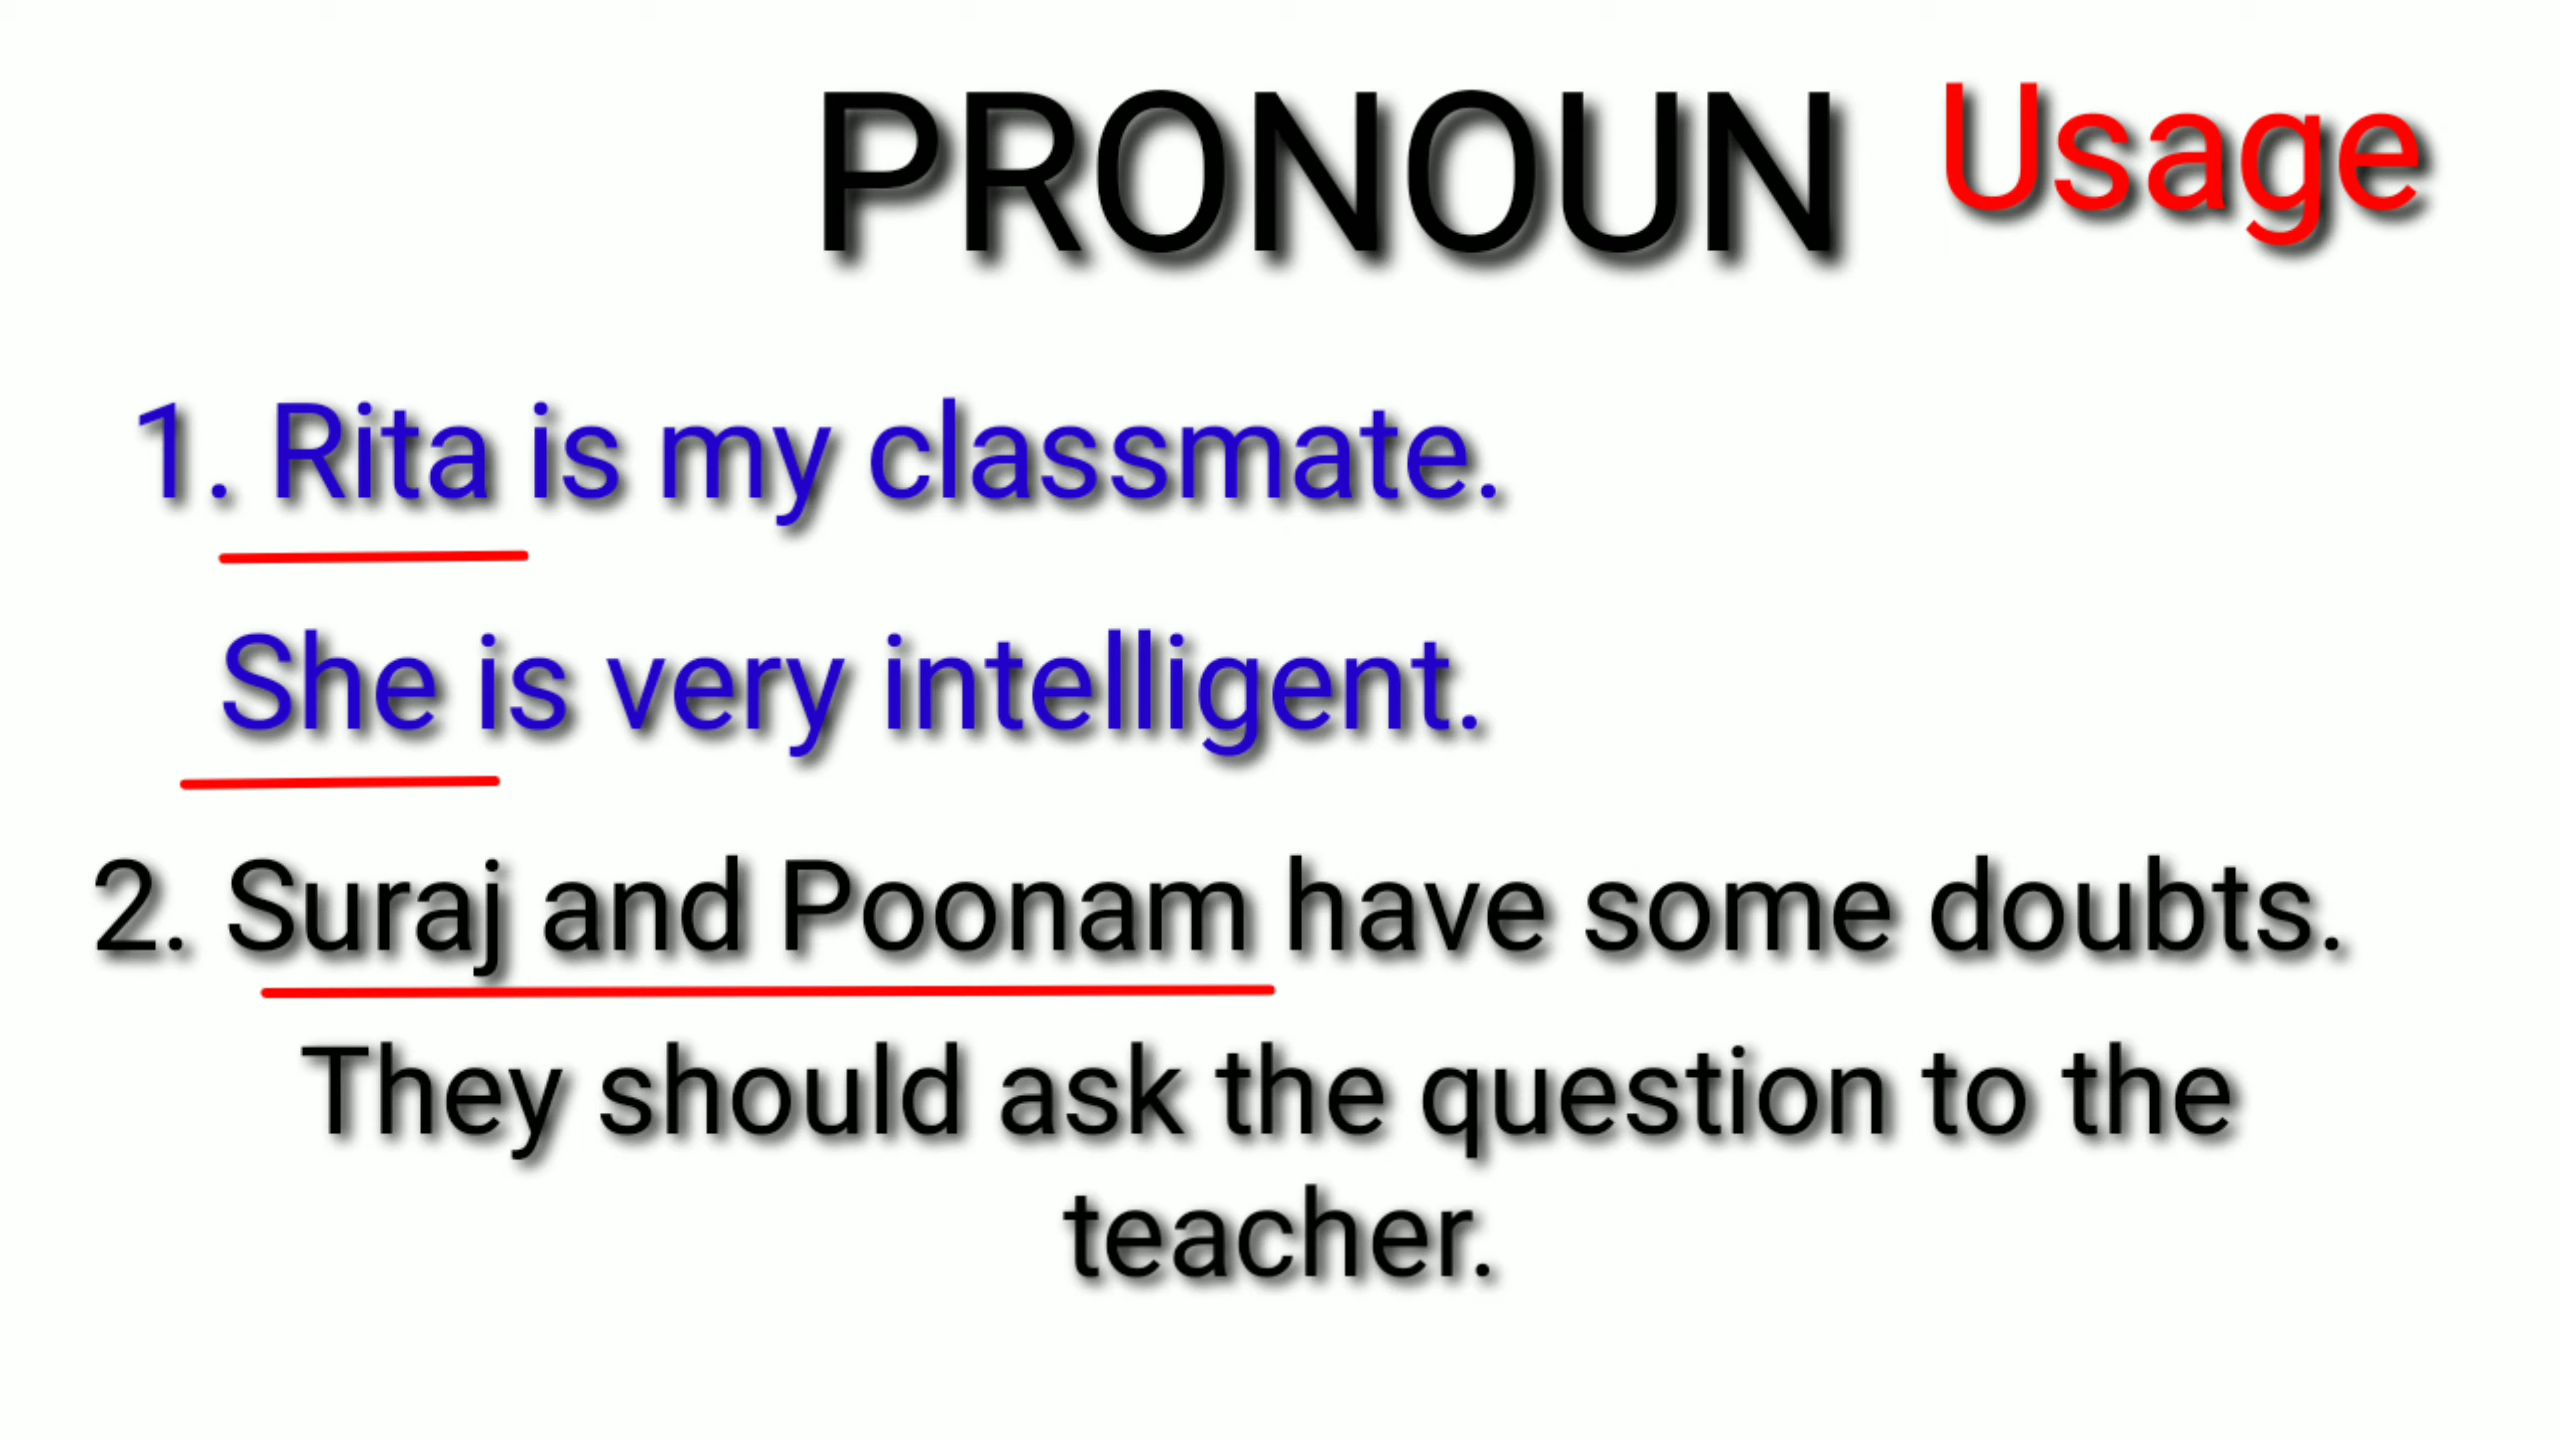 PRONOUN Usage
1. Rita is my classmate.
She is very intelligent.
2. Suraj and Poonam have some doubts.
They should ask the question to the
teacher.